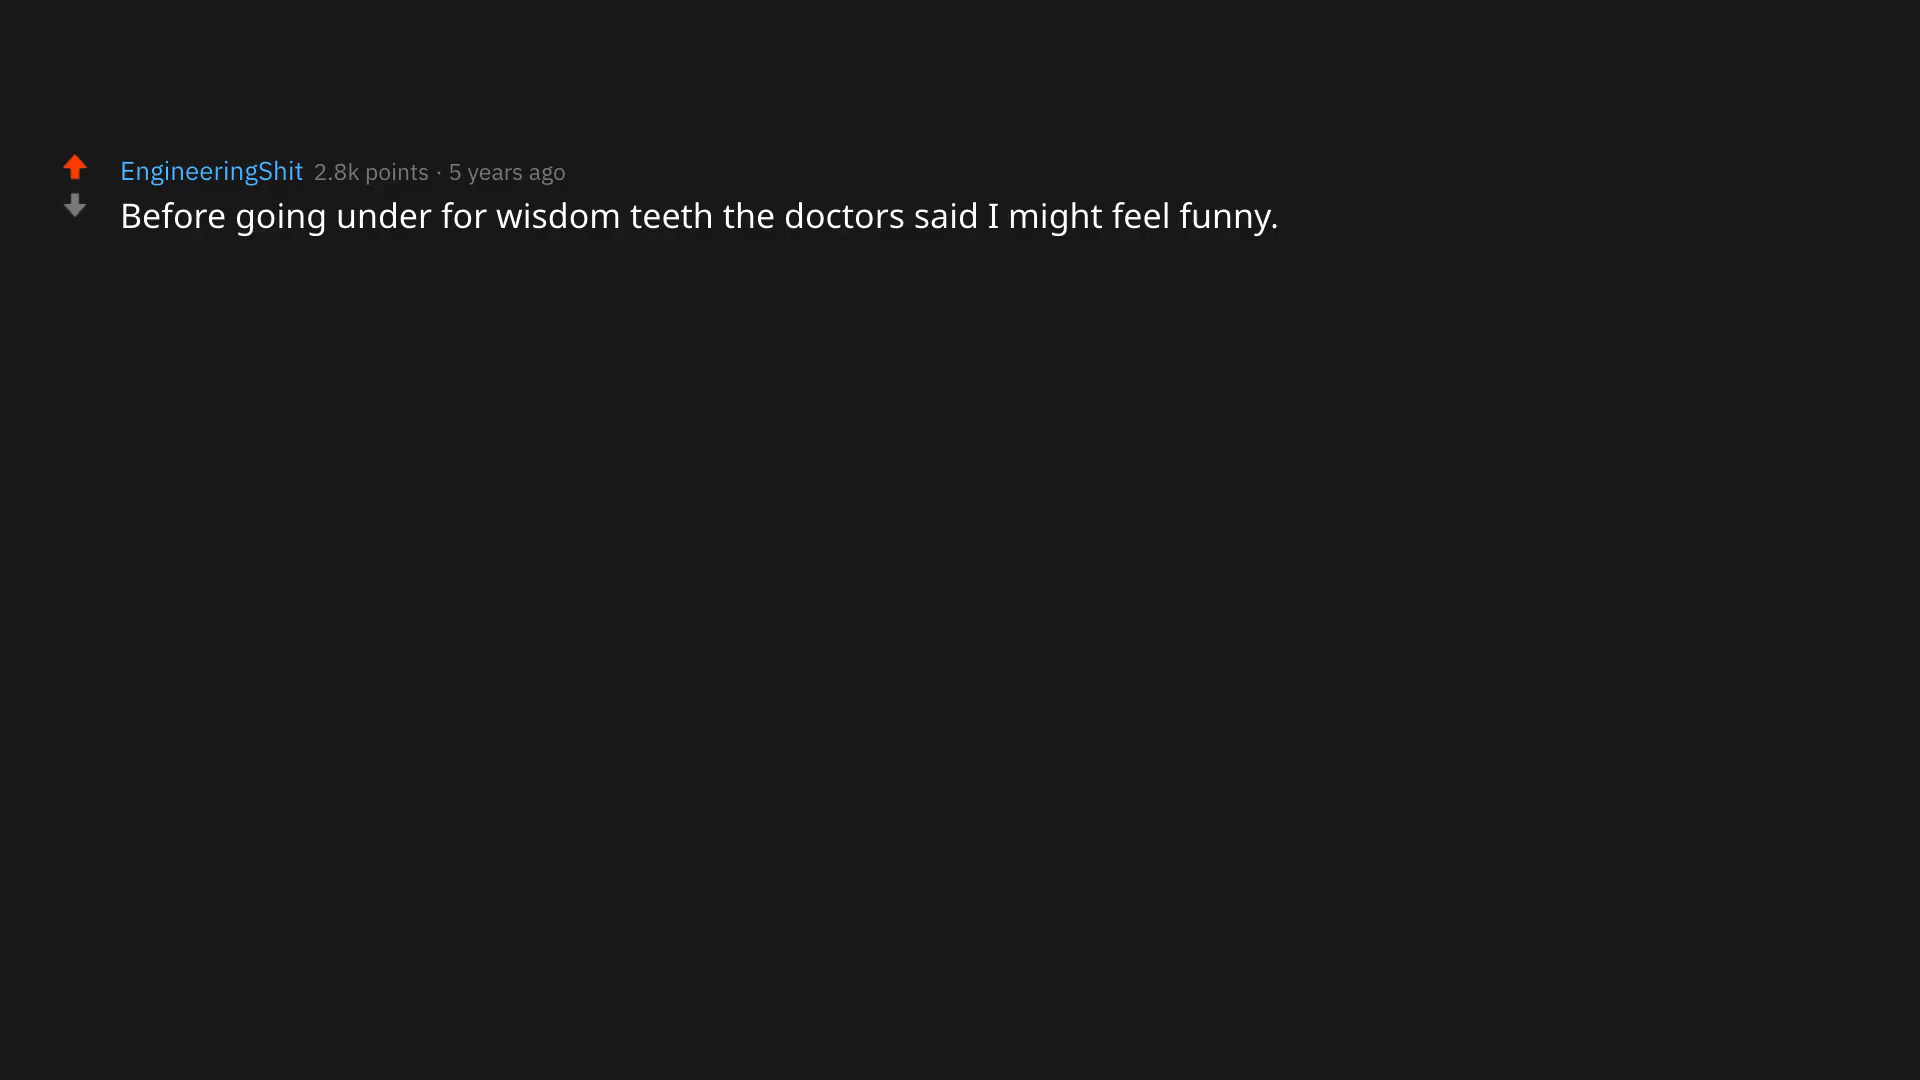 EngineeringShit 2.8k points · 5 years ago
Before going under for wisdom teeth the doctors said I might feel funny.